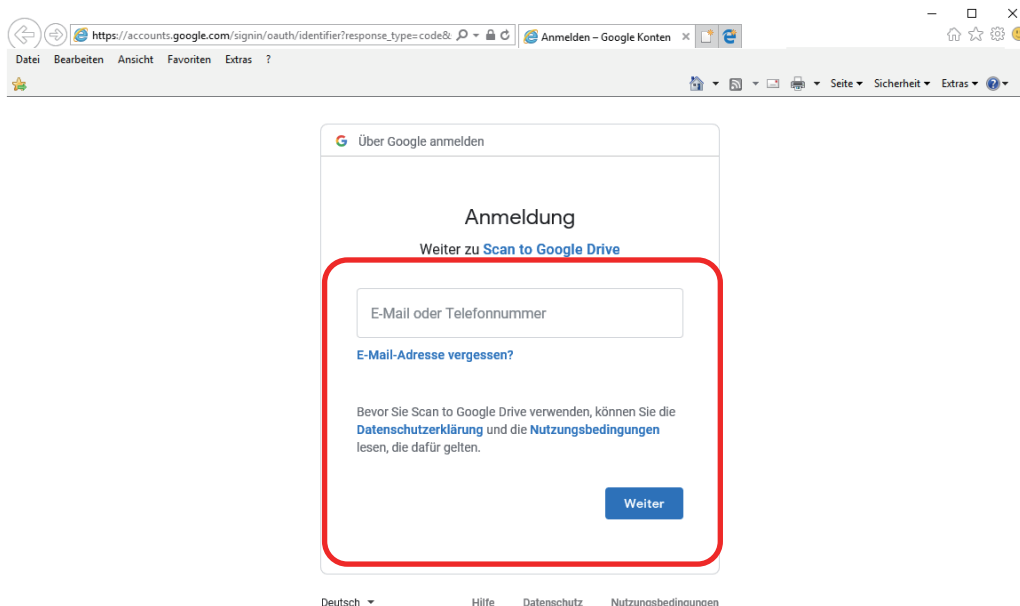 https://accounts.google.com/signin/oauth/identifier?response_type=code&
Anmelden – Google Konten
Datei Bearbeiten Ansicht Favoriten Extras ?
Seite Sicherheit Extras
Über Google anmelden
Anmeldung
Weiter zu Scan to Google Drive
E-Mail oder Telefonnummer
E-Mail-Adresse vergessen?
Bevor Sie Scan to Google Drive verwenden, können Sie die
Datenschutzerklärung und die Nutzungsbedingungen
lesen, die dafür gelten.
Weiter
Deutsch Hilfe Datenschutz Nutzungsbedingungen